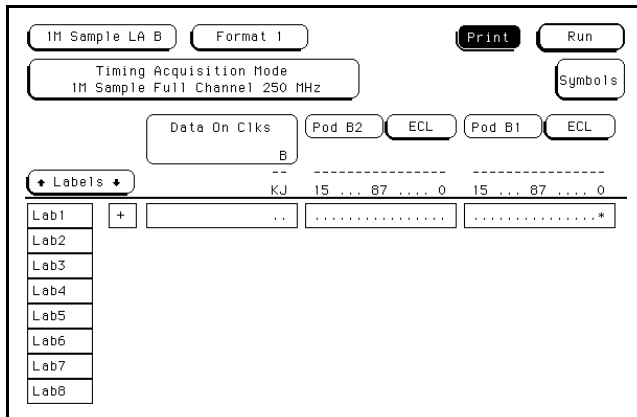 1M Sample LA B Format 1 Print Run
Timing Acquisition Mode
1M Sample Full Channel 250 MHz
Symbols
Data On Clks Pod B2 ECL Pod B1 ECL
B
-- ---------------- ----------------
↑ Labels ↓ KJ 15 ... 87 .... 0 15 ... 87 .... 0
Lab1 + .. ................ ...............*
Lab2
Lab3
Lab4
Lab5
Lab6
Lab7
Lab8